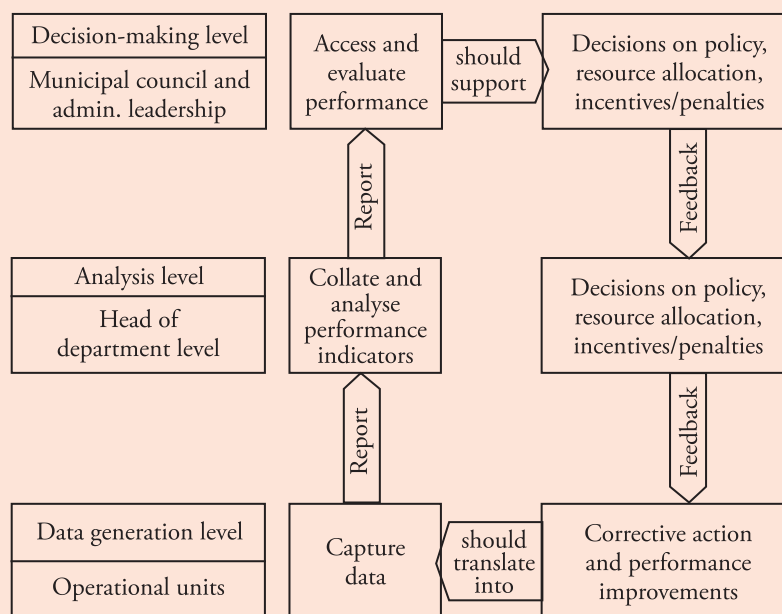 Decision-making level
Municipal council and
admin. leadership
Access and
evaluate
performance
should
support
Decisions on policy,
resource allocation,
incentives/penalties
Report
Feedback
Analysis level
Head of
department level
Collate and
analyse
performance
indicators
Decisions on policy,
resource allocation,
incentives/penalties
Report
Feedback
Data generation level
Operational units
Capture
data
should
translate
into
Corrective action
and performance
improvements